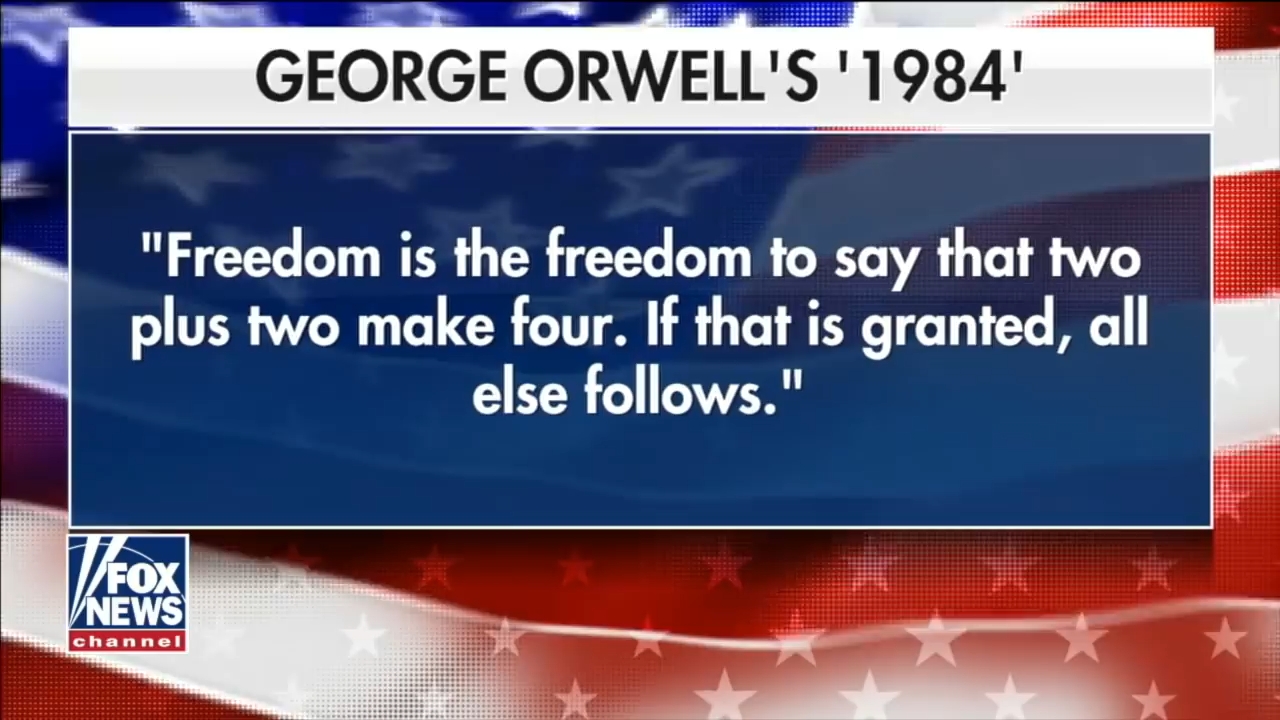 GEORGE ORWELL'S '1984'
"Freedom is the freedom to say that two
plus two make four. If that is granted, all
else follows."
FOX
NEWS
channel